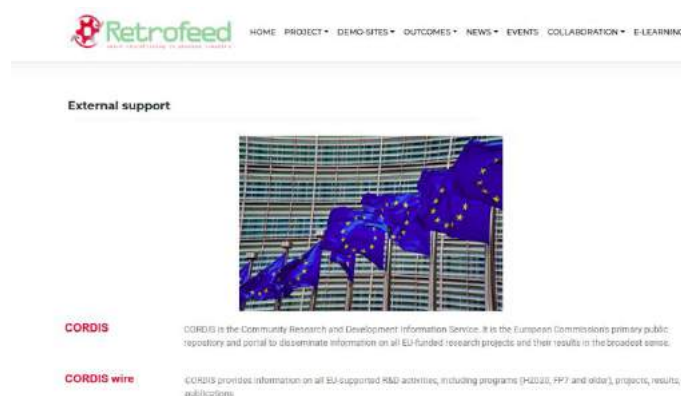 Retrofeed
HOME PROJECT DEMO-SITES OUTCOMES NEWS EVENTS COLLABORATION E-LEARNING
External support
CORDIS
CORDIS is the Community Research and Development Information Service. It is the European Commission's primary public
repository and portal to disseminate information on all EU-funded research projects and their results in the broadest sense.
CORDIS wire
CORDIS provides information on all EU-supported R&D activities, including programs (H2020, FP7 and older), projects, results,
publications